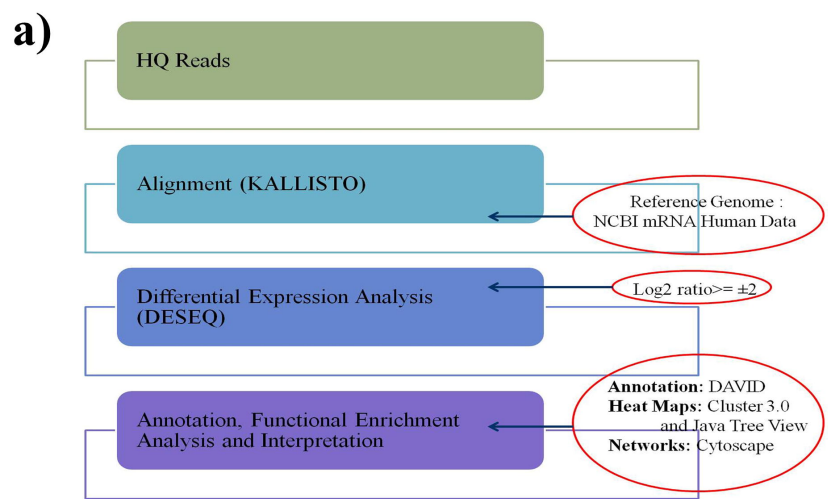 a)
HQ Reads
Alignment (KALLISTO)
Reference Genome :
NCBI mRNA Human Data
Differential Expression Analysis
(DESEQ)
Log2 ratio>= ±2
Annotation, Functional Enrichment
Analysis and Interpretation
Annotation: DAVID
Heat Maps: Cluster 3.0
and Java Tree View
Networks: Cytoscape